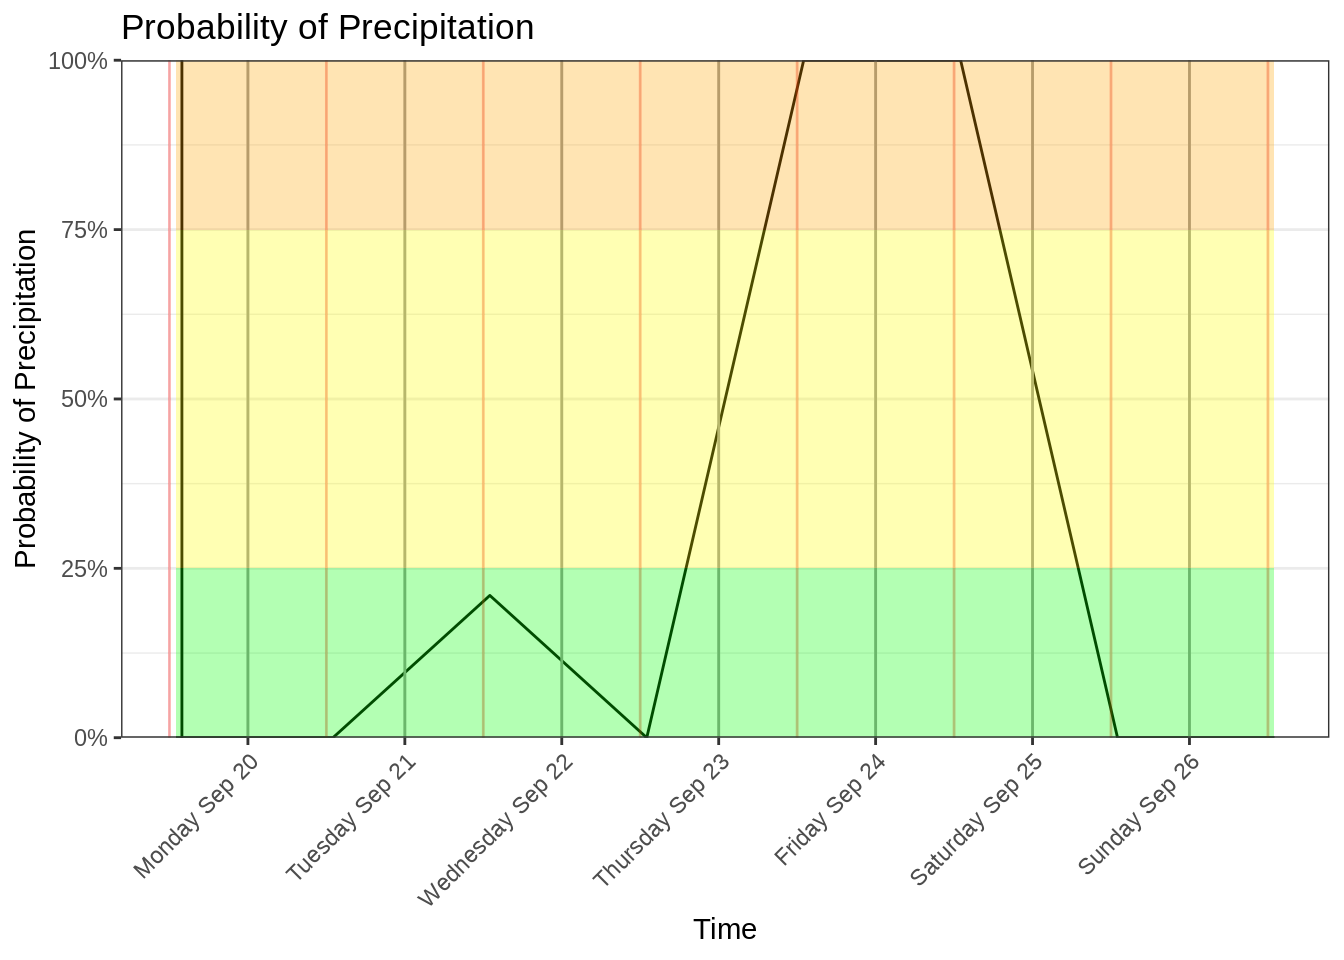 Probability of Precipitation
Probability of Precipitation
100%
75%
50%
25%
0%
Monday Sep 20
Tuesday Sep 21
Wednesday Sep 22
Thursday Sep 23
Friday Sep 24
Saturday Sep 25
Sunday Sep 26
Time